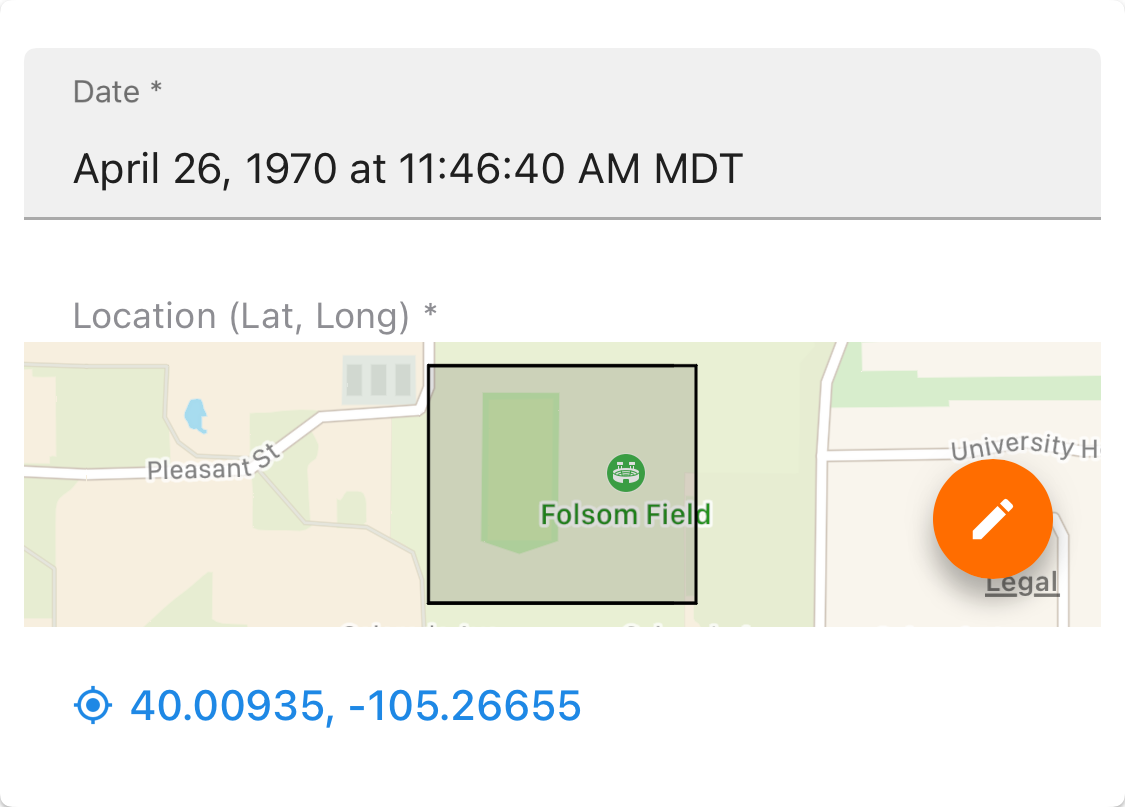 Date *
April 26, 1970 at 11:46:40 AM MDT
Location (Lat, Long) *
University H
Pleasant St
Folsom Field
Legal
40.00935, -105.26655